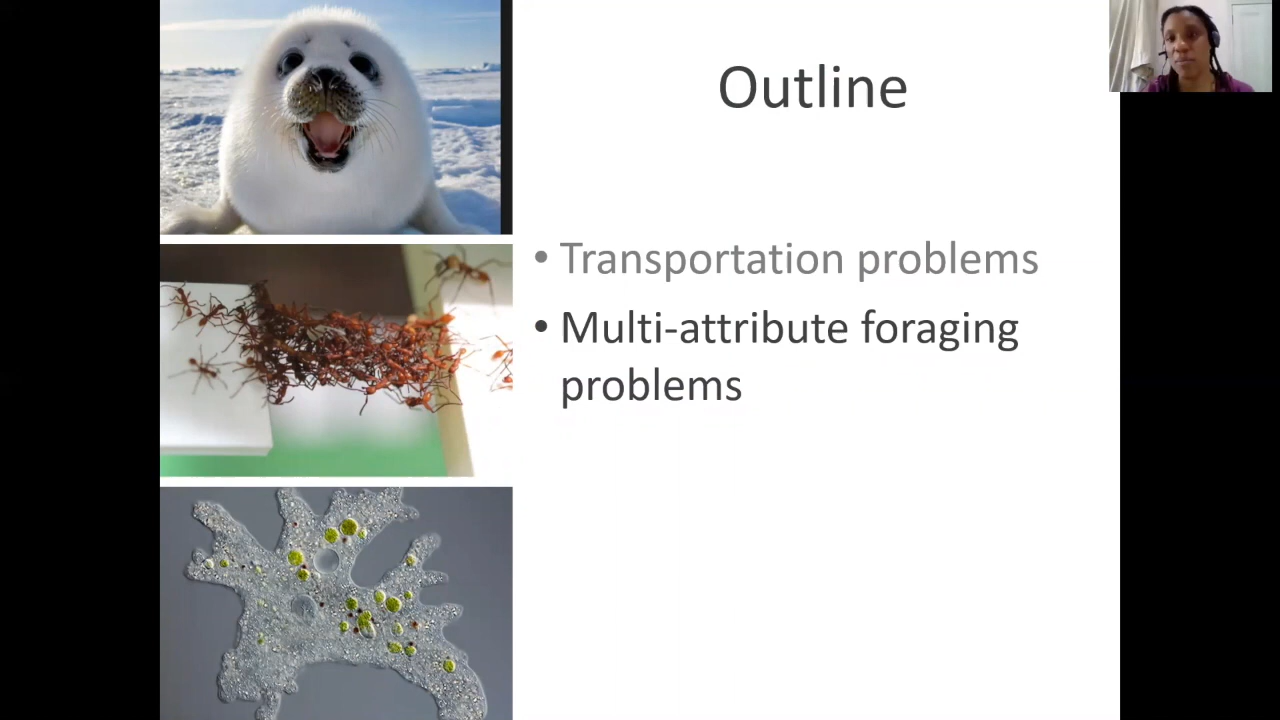 Outline
• Transportation problems
• Multi-attribute foraging
problems